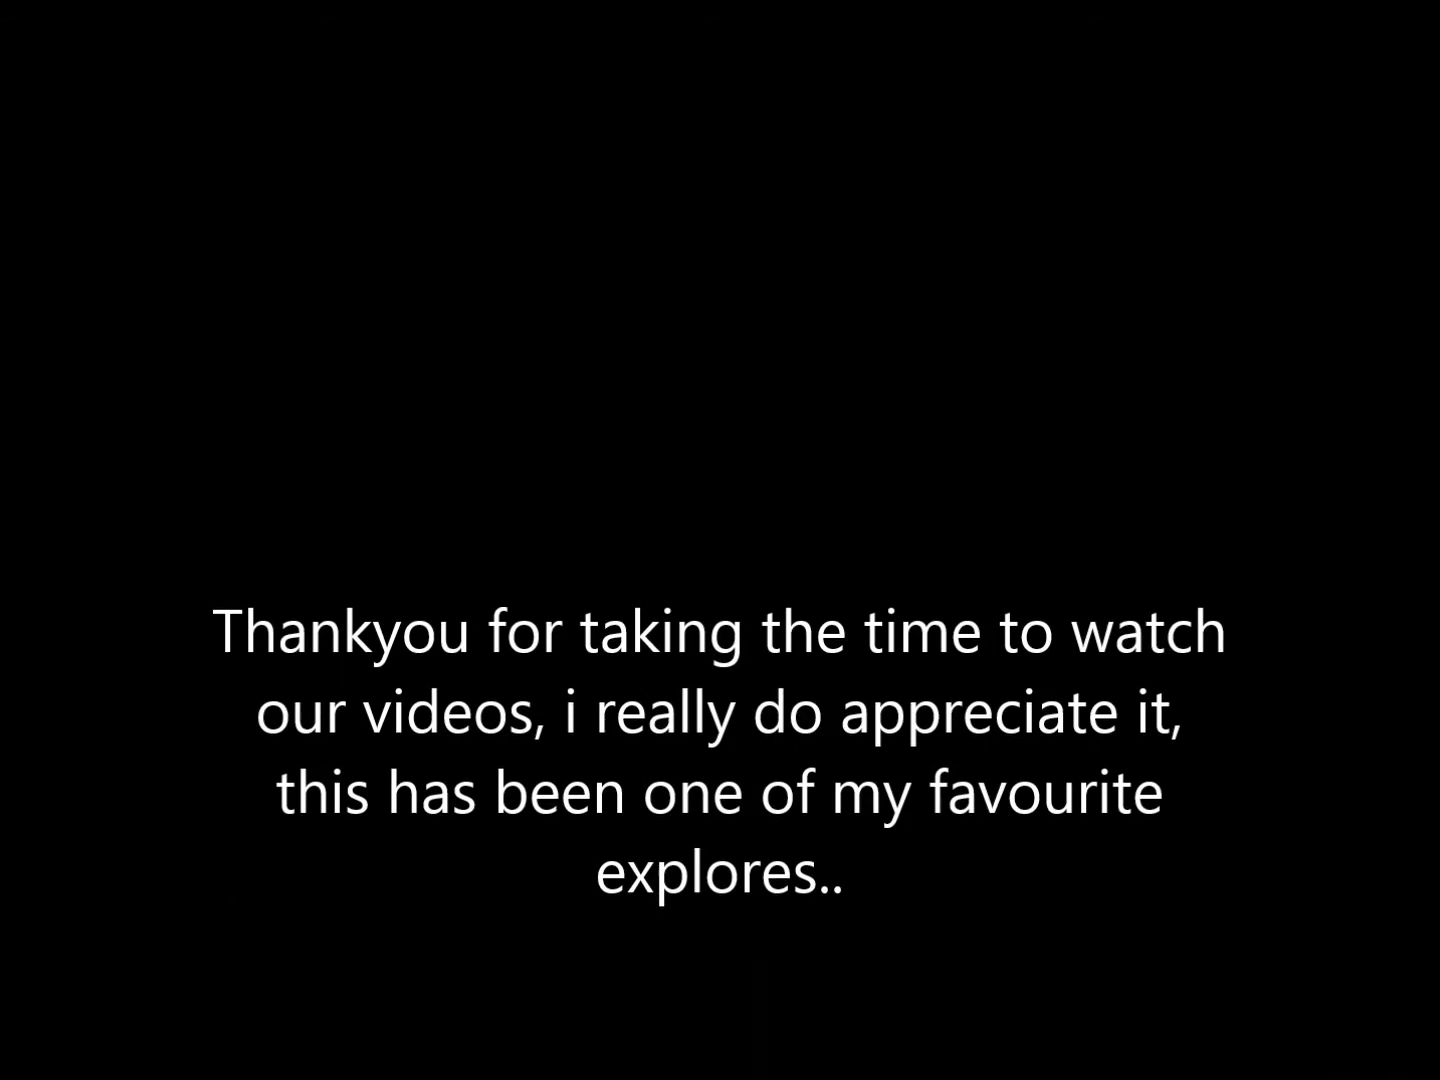 Thankyou for taking the time to watch
our videos, i really do appreciate it,
this has been one of my favourite
explores..